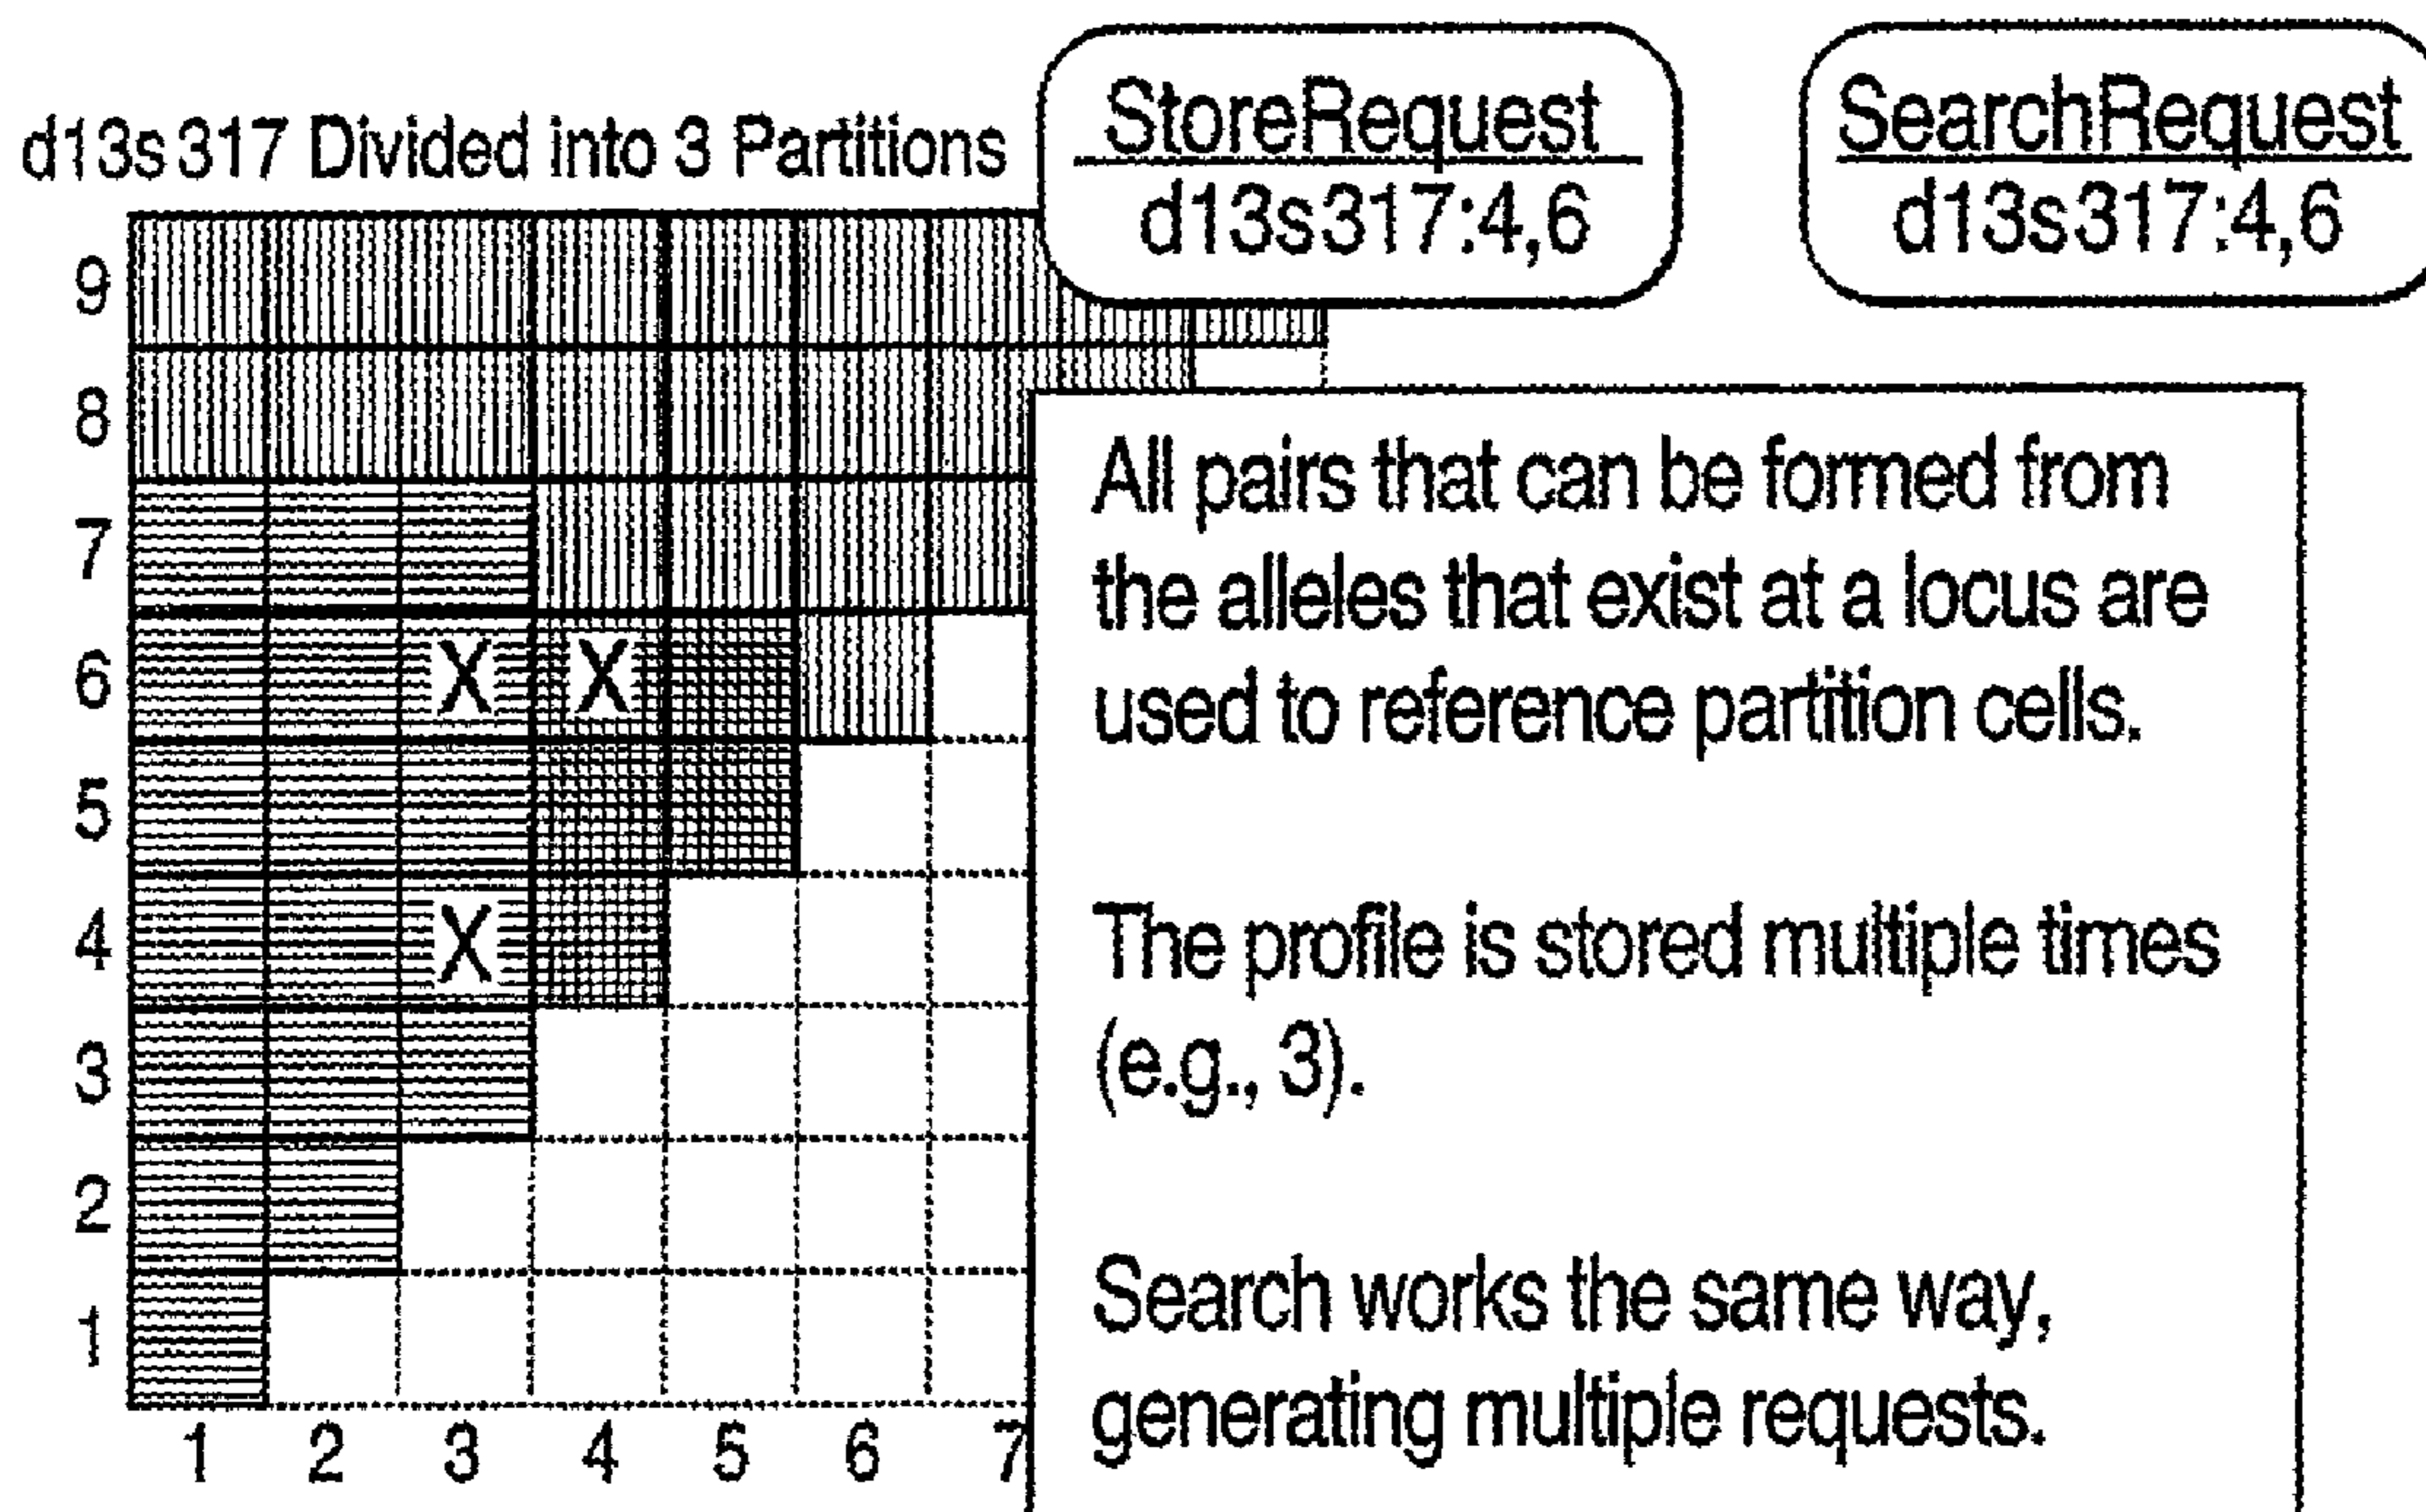 d13s317 Divided into 3 Partitions
StoreRequest
d13s317:4,6
SearchRequest
d13s317:4,6
9
8
7
6 X X
5
4 X
3
2
1
1 2 3 4 5 6 7
All pairs that can be formed from
the alleles that exist at a locus are
used to reference partition cells.
The profile is stored multiple times
(e.g., 3).
Search works the same way,
generating multiple requests.